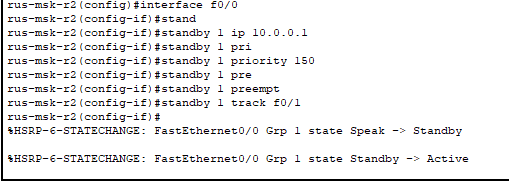 rus-msk-r2(config)#interface f0/0
rus-msk-r2(config-if)#stand
rus-msk-r2(config-if)#standby 1 ip 10.0.0.1
rus-msk-r2(config-if)#standby 1 pri
rus-msk-r2(config-if)#standby 1 priority 150
rus-msk-r2(config-if)#standby 1 pre
rus-msk-r2(config-if)#standby 1 preempt
rus-msk-r2(config-if)#standby 1 track f0/1
rus-msk-r2(config-if)#
%HSRP-6-STATECHANGE: FastEthernet0/0 Grp 1 state Speak -> Standby
%HSRP-6-STATECHANGE: FastEthernet0/0 Grp 1 state Standby -> Active